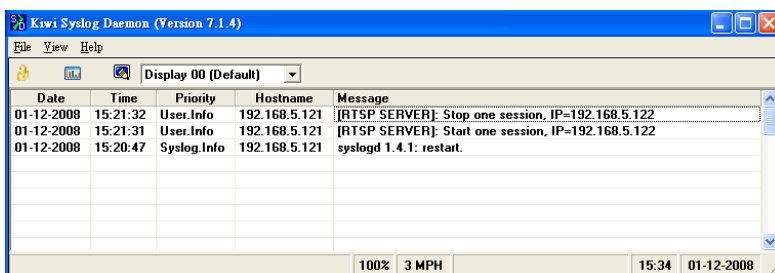 Kiwi Syslog Daemon (Version 7.1.4)
File View Help
Display 00 (Default)
Date Time Priority Hostname Message
01-12-2008 15:21:32 User.Info 192.168.5.121 [RTSP SERVER]: Stop one session, IP=192.168.5.122
01-12-2008 15:21:31 User.Info 192.168.5.121 [RTSP SERVER]: Start one session, IP=192.168.5.122
01-12-2008 15:20:47 Syslog.Info 192.168.5.121 syslogd 1.4.1: restart.
100% 3 MPH 15:34 01-12-2008